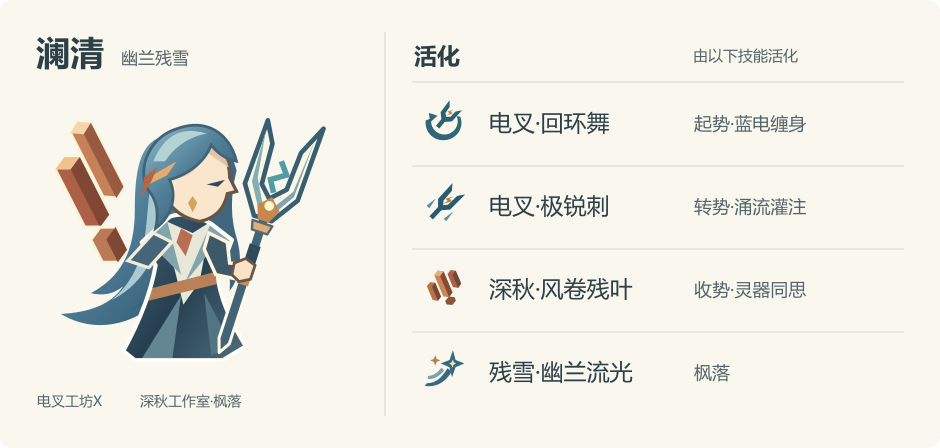 澜清 幽兰残雪
电叉工坊X 深秋工作室·枫落
活化 由以下技能活化
电叉·回环舞 起势·蓝电缠身
电叉·极锐刺 转势·涌流灌注
深秋·风卷残叶 收势·灵器同思
残雪·幽兰流光 枫落